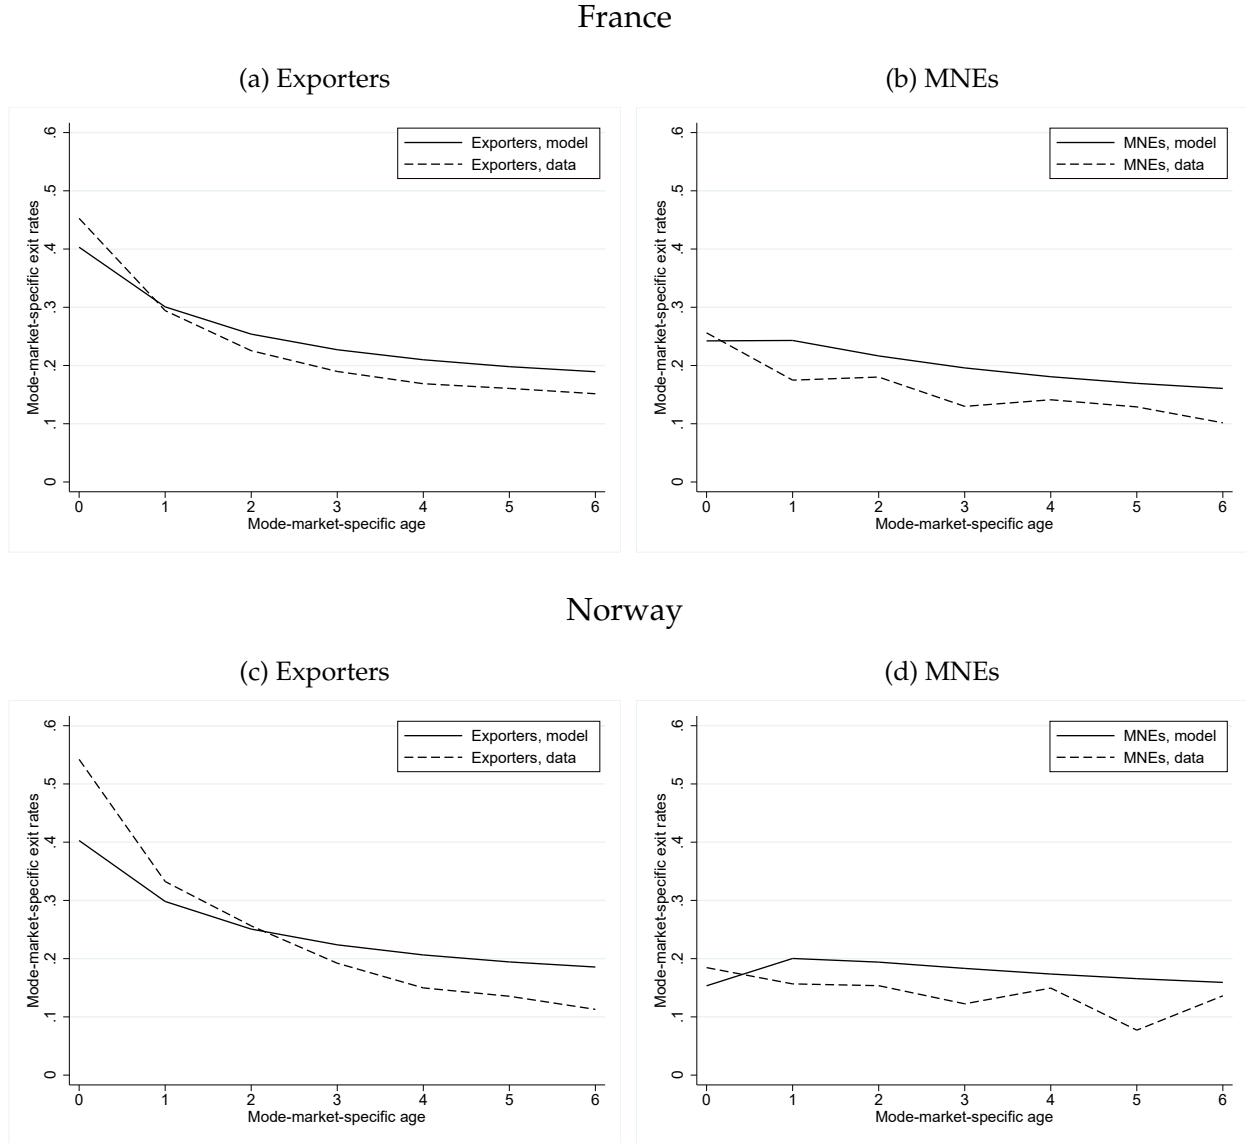 France
(a) Exporters
Exporters, model
Exporters, data
Mode-market-specific exit rates
.6
.5
.4
.3
.2
.1
0
0 1 2 3 4 5 6
Mode-market-specific age
(b) MNEs
MNEs, model
MNEs, data
Mode-market-specific exit rates
.6
.5
.4
.3
.2
.1
0
0 1 2 3 4 5 6
Mode-market-specific age
Norway
(c) Exporters
Exporters, model
Exporters, data
Mode-market-specific exit rates
.6
.5
.4
.3
.2
.1
0
0 1 2 3 4 5 6
Mode-market-specific age
(d) MNEs
MNEs, model
MNEs, data
Mode-market-specific exit rates
.6
.5
.4
.3
.2
.1
0
0 1 2 3 4 5 6
Mode-market-specific age